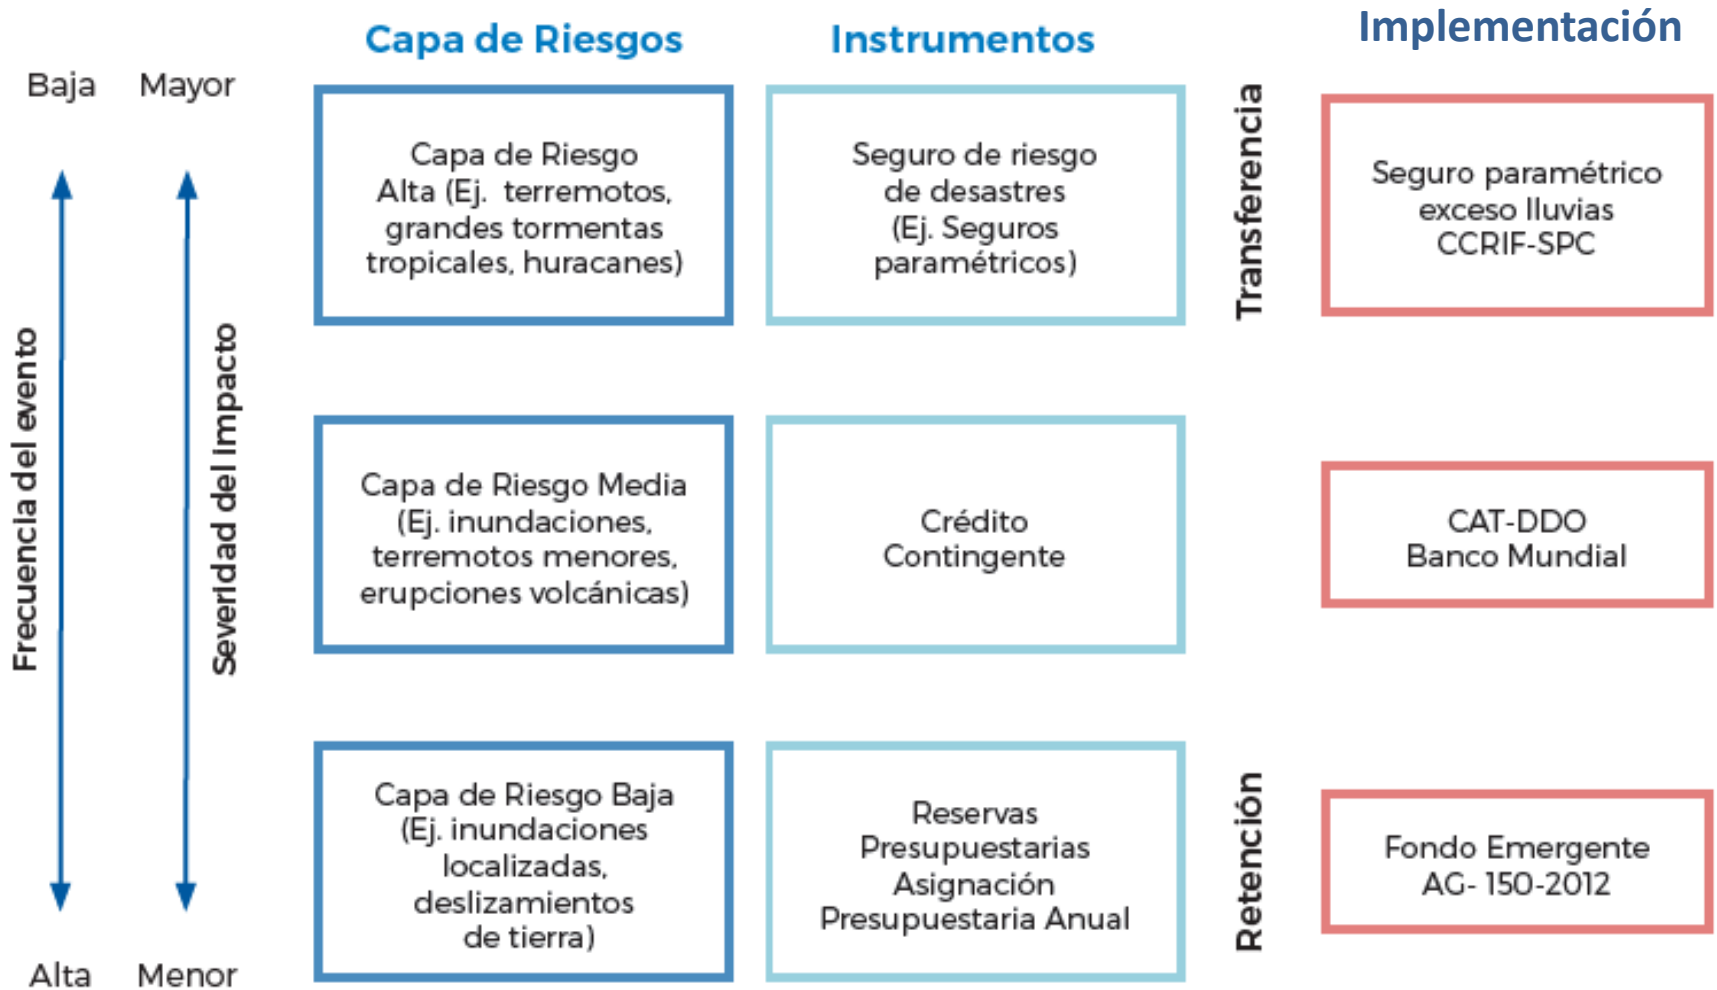 Capa de Riesgos
Instrumentos
Implementación
Baja
Mayor
Frecuencia del evento
Severidad del impacto
Alta
Menor
Capa de Riesgo
Alta (Ej. terremotos,
grandes tormentas
tropicales, huracanes)
Seguro de riesgo
de desastres
(Ej. Seguros
paramétricos)
Transferencia
Seguro paramétrico
exceso lluvias
CCRIF-SPC
Capa de Riesgo Media
(Ej. inundaciones,
terremotos menores,
erupciones volcánicas)
Crédito
Contingente
CAT-DDO
Banco Mundial
Capa de Riesgo Baja
(Ej. inundaciones
localizadas,
deslizamientos
de tierra)
Reservas
Presupuestarias
Asignación
Presupuestaria Anual
Retención
Fondo Emergente
AG- 150-2012